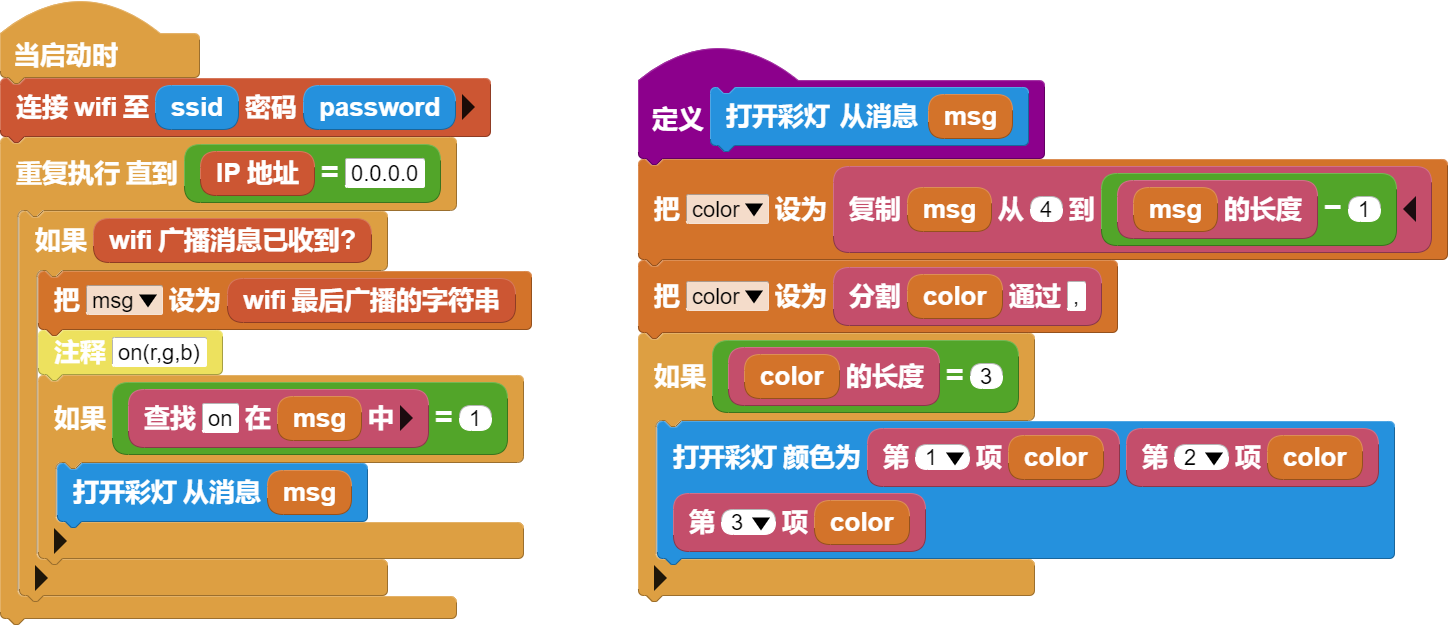 当启动时
连接 wifi 至 ssid 密码 password
重复执行 直到 IP 地址 = 0.0.0.0
如果 wifi 广播消息已收到?
把 msg 设为 wifi 最后广播的字符串
注释 on(r,g,b)
如果 查找 on 在 msg 中 = 1
打开彩灯 从消息 msg
定义 打开彩灯 从消息 msg
把 color 设为 复制 msg 从 4 到 msg 的长度 - 1
把 color 设为 分割 color 通过 ,
如果 color 的长度 = 3
打开彩灯 颜色为 第 1 项 color 第 2 项 color
第 3 项 color